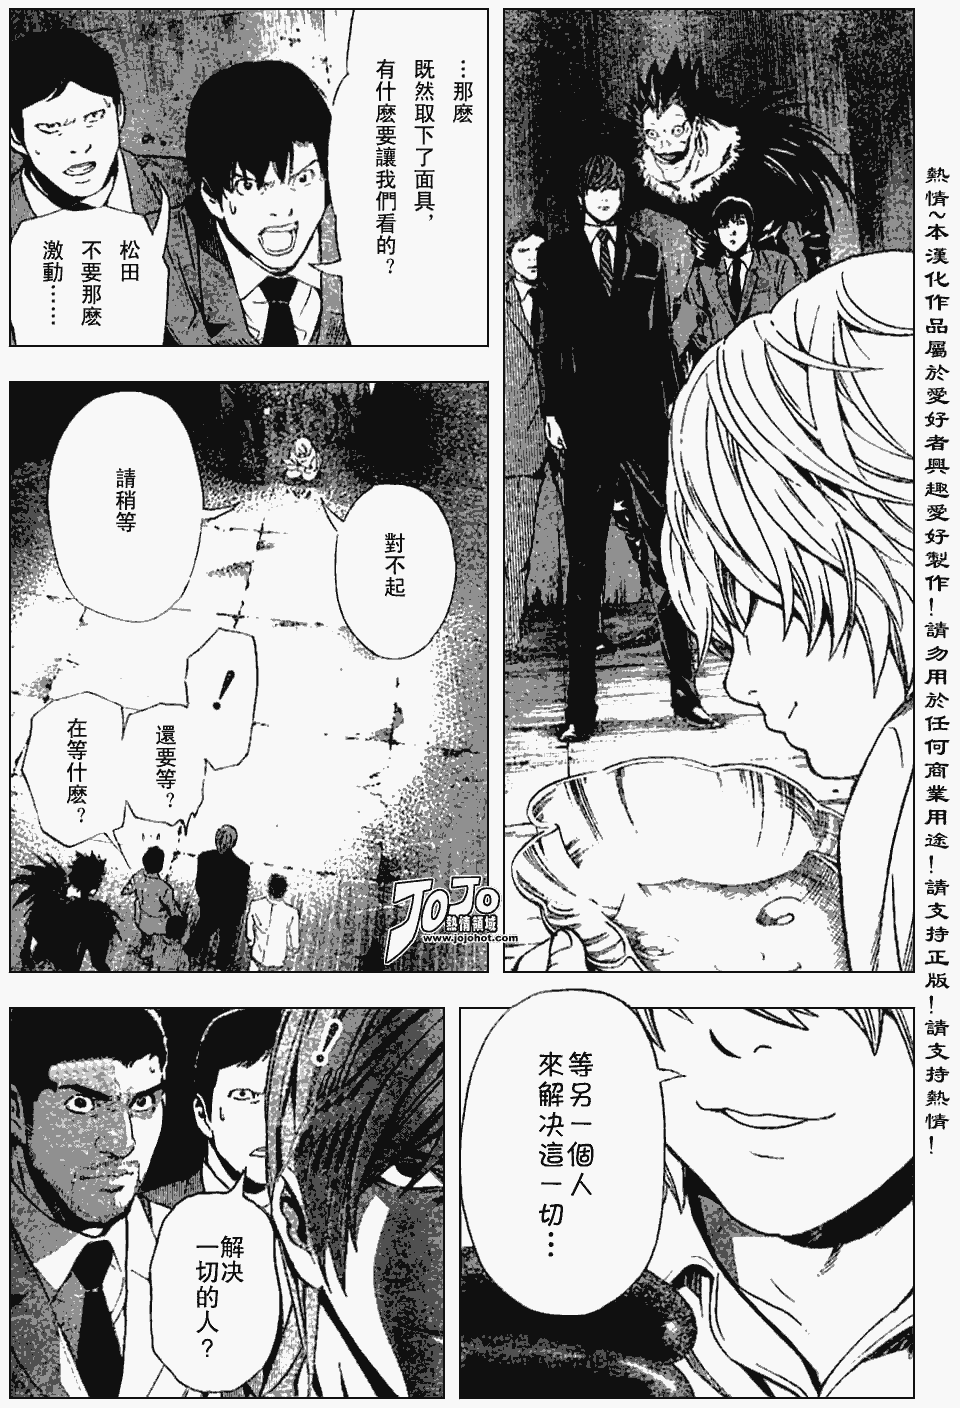 …那麼
既然取下了面具，
有什麼要讓我們看的？
松田
不要那麼
激動……
對不起
請稍等
！
還要等？
在等什麼？
JOJO
熱情領域
www.jojohot.com
等另一個人
來解決這一切…
！
解決
一切的人？
熱情~本漢化作品屬於愛好者興趣愛好製作！請勿用於任何商業用途！請支持正版！請支持熱情！